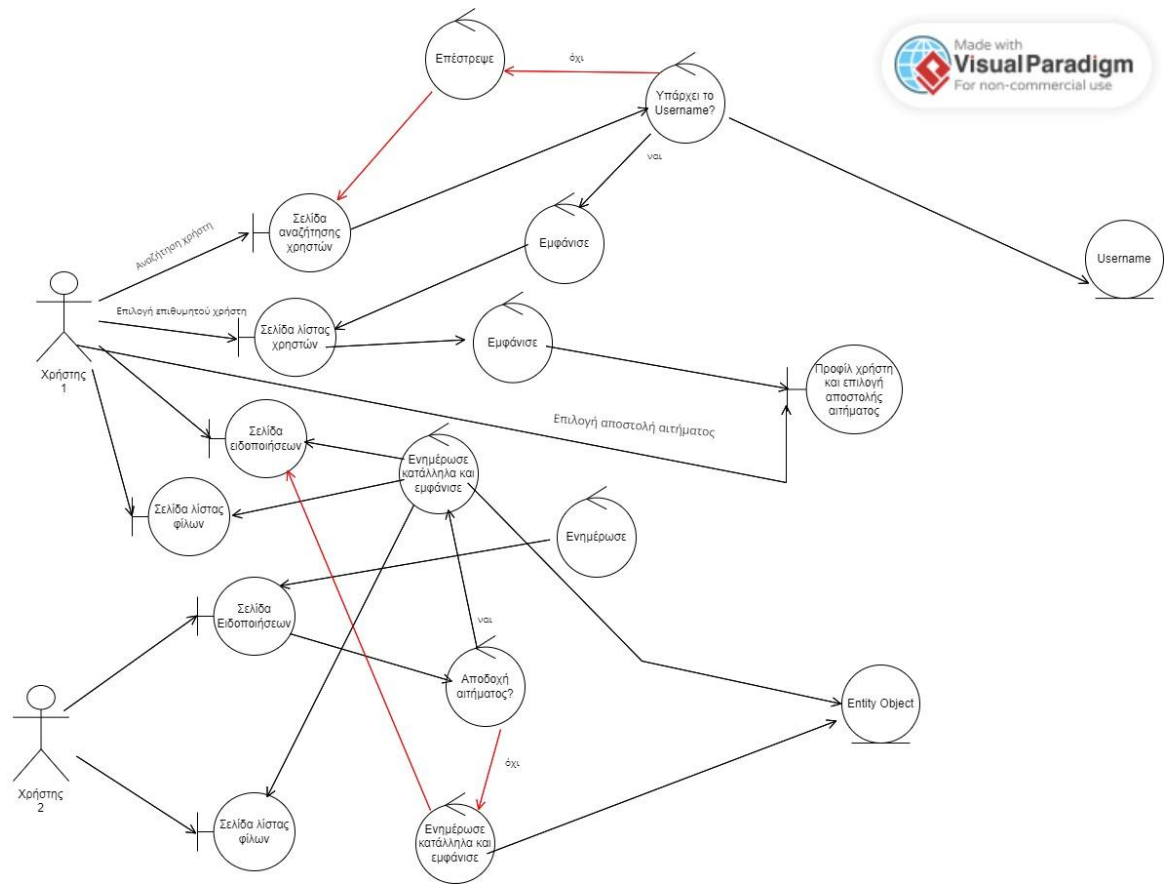 Made with
Visual Paradigm
For non-commercial use
Επέστρεψε
όχι
Υπάρχει το
Username?
ναι
Σελίδα
αναζήτησης
χρηστών
Αναζήτηση χρήστη
Εμφάνισε
Username
Επιλογή επιθυμητού χρήστη
Σελίδα λίστας
χρηστών
Εμφάνισε
Προφίλ χρήστη
και επιλογή
αποστολής
αιτήματος
Χρήστης
1
Επιλογή αποστολή αιτήματος
Σελίδα
ειδοποιήσεων
Ενημέρωσε
κατάλληλα και
εμφάνισε
Σελίδα λίστας
φίλων
Ενημέρωσε
Σελίδα
Ειδοποιήσεων
ναι
Αποδοχή
αιτήματος?
Entity Object
όχι
Χρήστης
2
Σελίδα λίστας
φίλων
Ενημέρωσε
κατάλληλα και
εμφάνισε